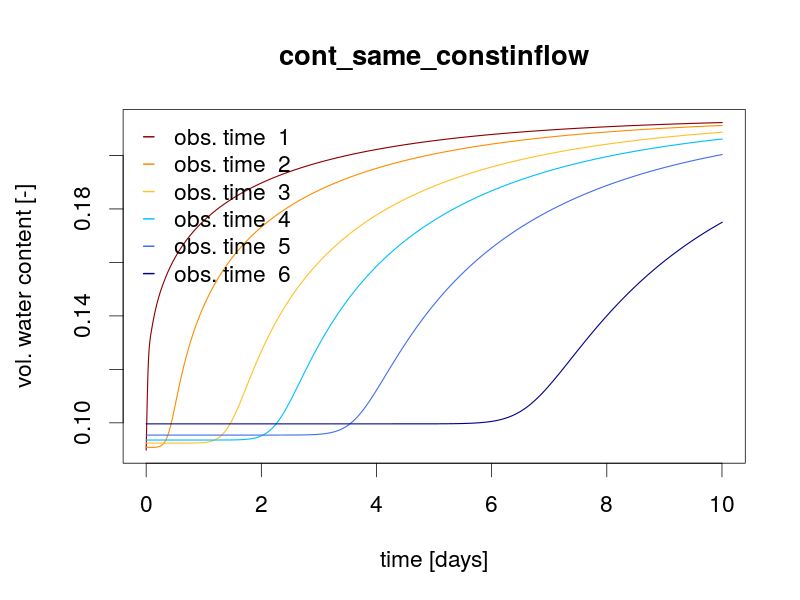 cont_same_constinflow
obs. time 1
obs. time 2
obs. time 3
obs. time 4
obs. time 5
obs. time 6
vol. water content [-]
0.18
0.14
0.10
0 2 4 6 8 10
time [days]